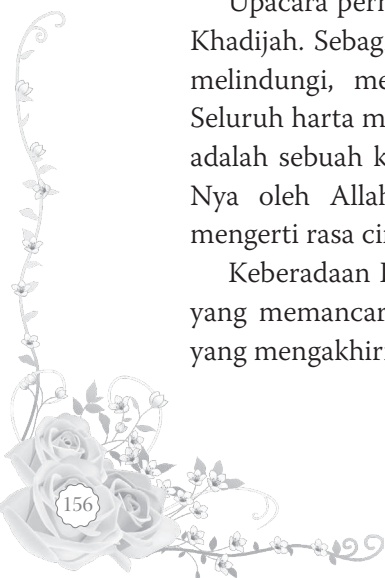 Upacara
Khadijah. Sebag
melindungi, me
Seluruh harta m
adalah sebuah k
Nya oleh Allah
mengerti rasa ci
Keberadaan
yang memancar
yang mengakhir
156